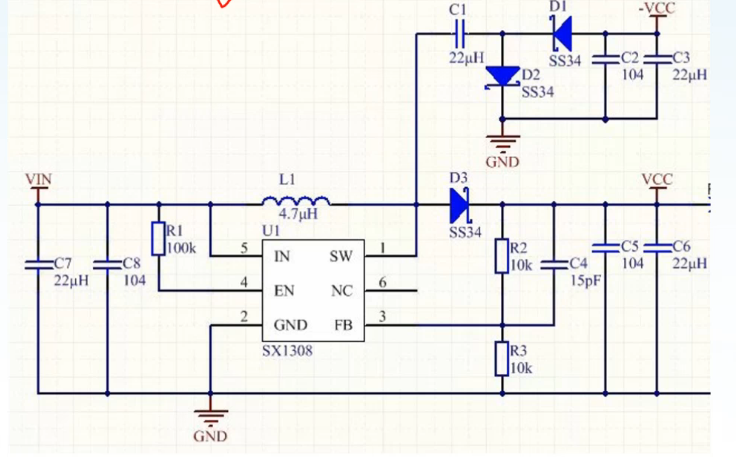 C1
22μH
D1
SS34
-VCC
D2
SS34
C2
104
C3
22μH
GND
VIN
L1
4.7μH
D3
SS34
VCC
R1
100k
U1
5
IN
SW
1
4
EN
NC
6
2
GND
FB
3
SX1308
C7
22μH
C8
104
R2
10k
C4
15pF
C5
104
C6
22μH
R3
10k
GND